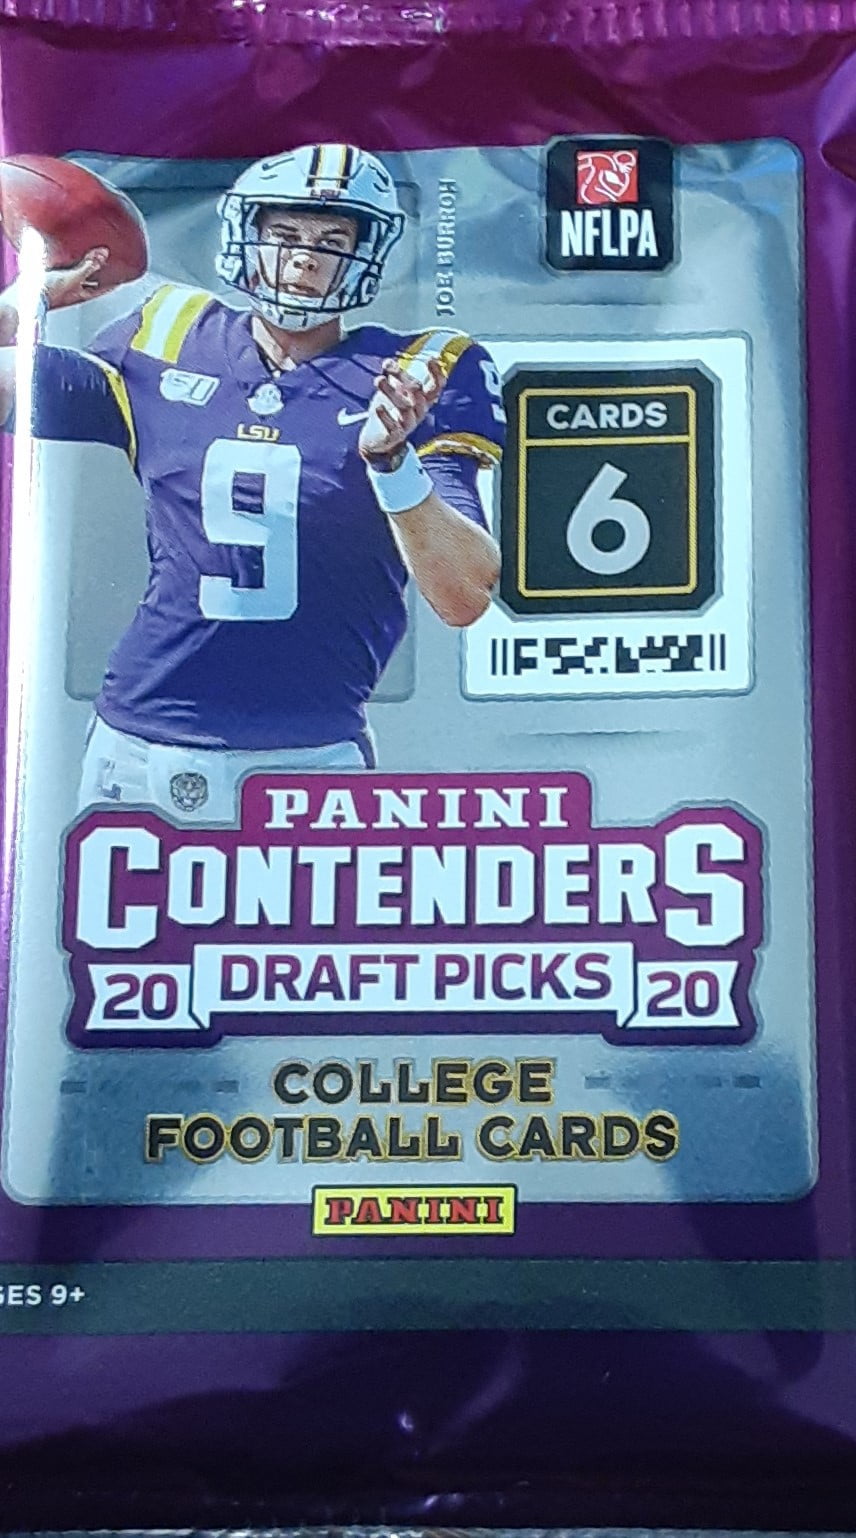 JOE BURROW
NFLPA
CARDS
6
LSU
9
PANINI
CONTENDERS
20 DRAFT PICKS 20
COLLEGE
FOOTBALL CARDS
PANINI
GES 9+